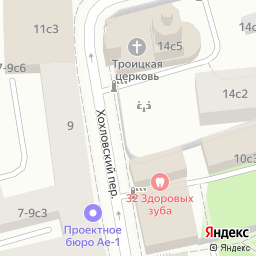 11с3
14с5
14с
Троицкая
церковь
7-9с6
14с2
Хохловский пер.
9
10с3
32 Здоровых
зуба
7-9с3
Проектное
бюро Ае-1
Яндекс